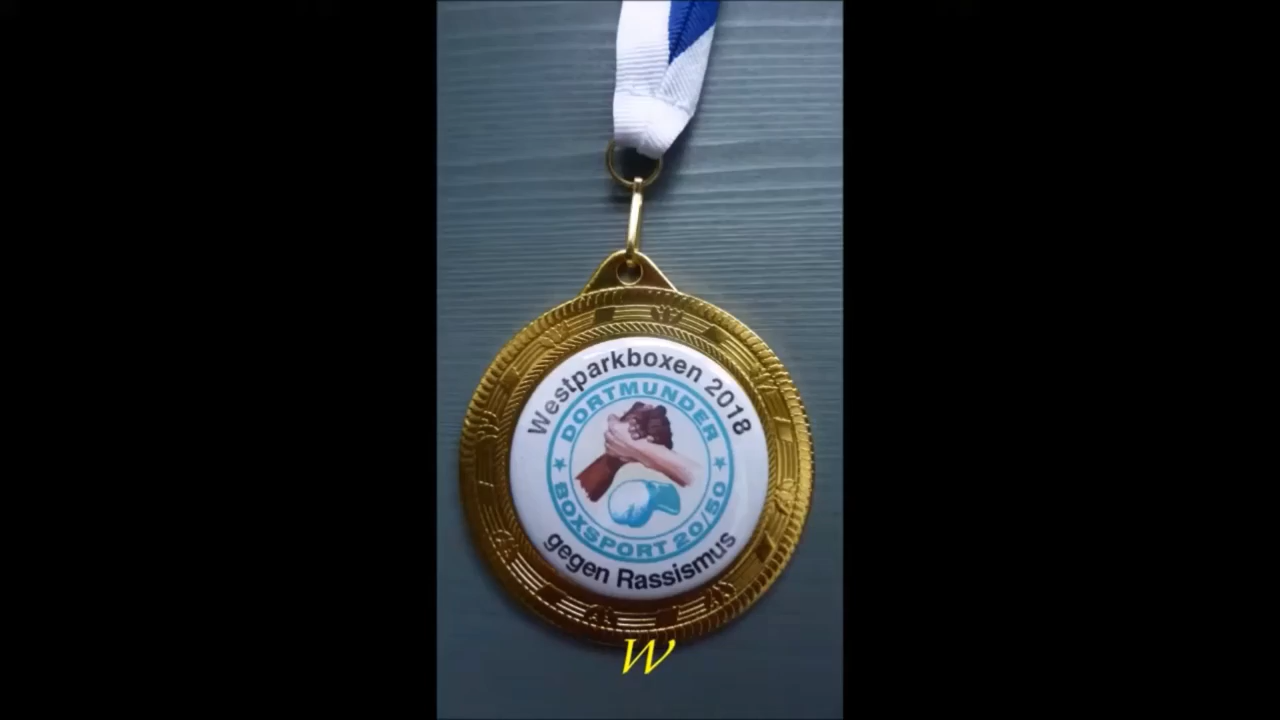 Westparkboxen 2018
DORTMUNDER
BOXSPORT 20/50
gegen Rassismus
W